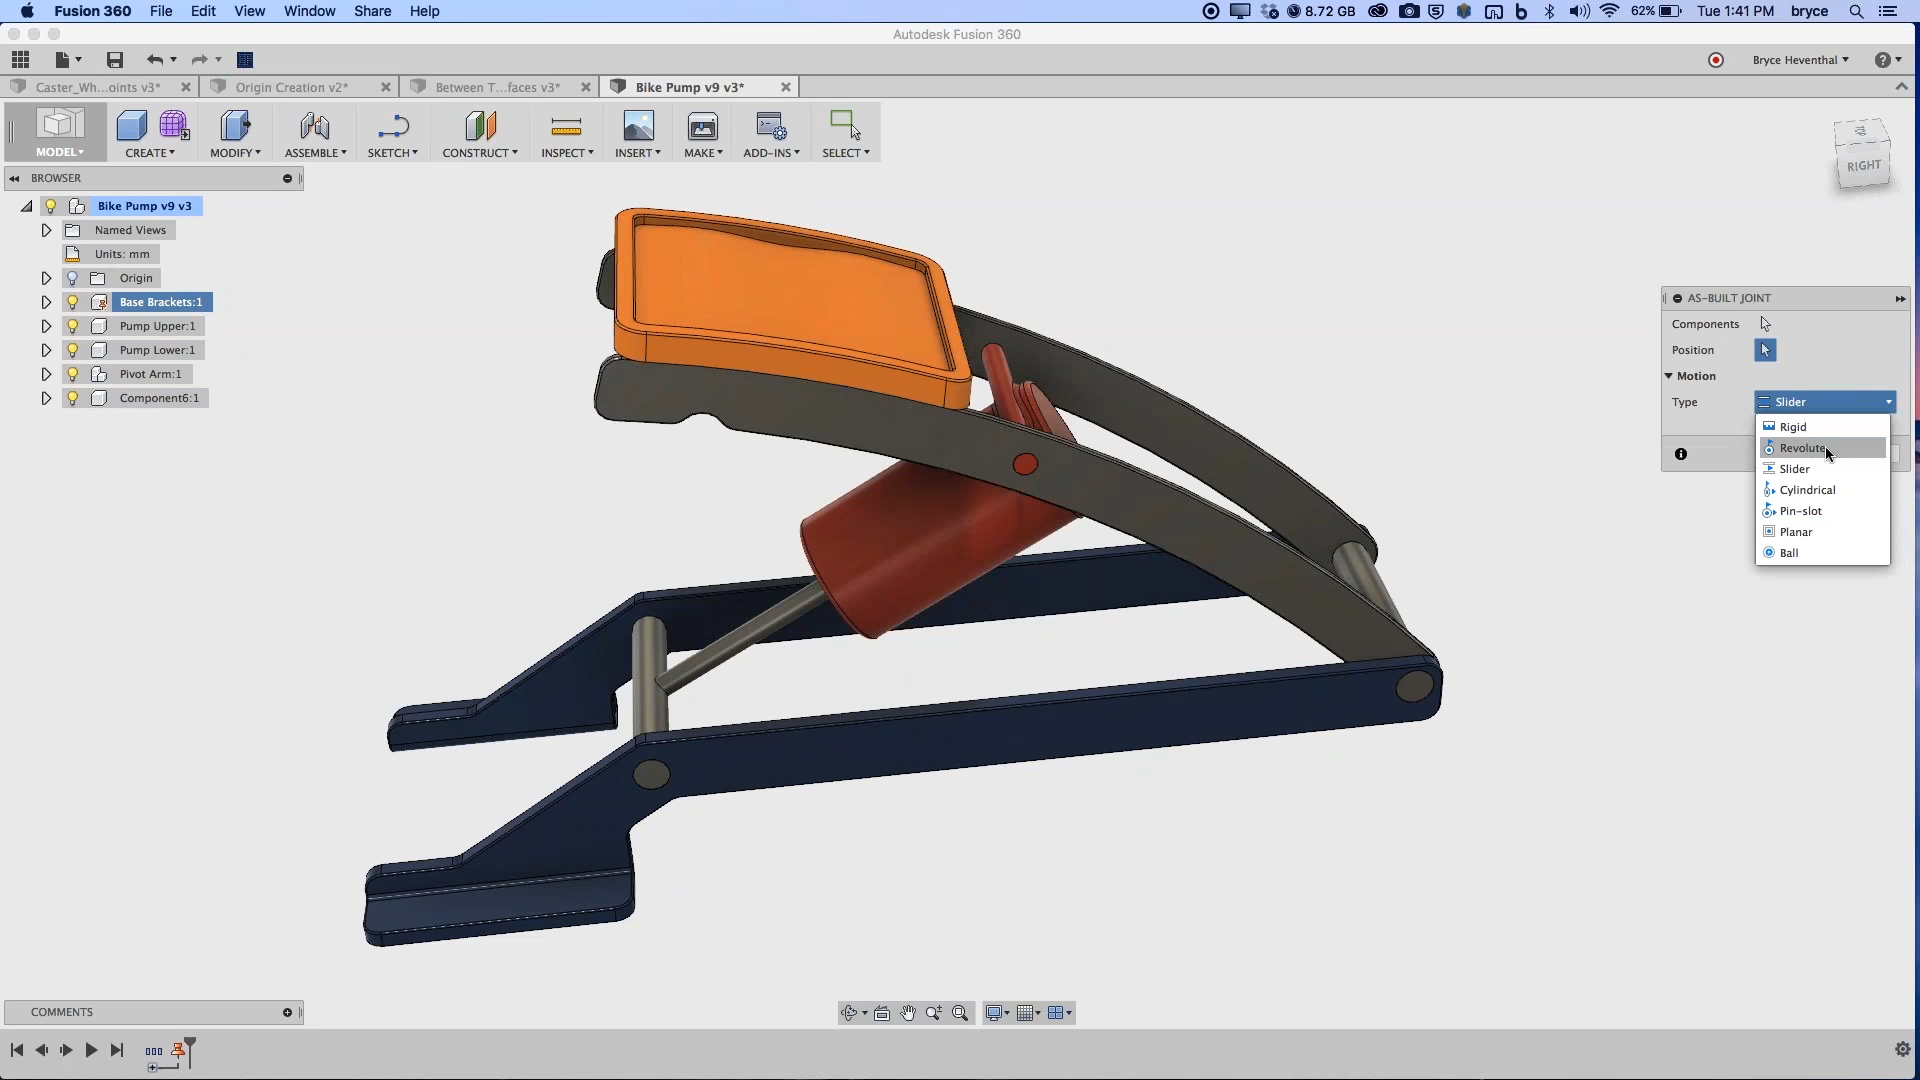 Fusion 360 File Edit View Window Share Help 8.72 GB 62% Tue 1:41 PM bryce
Autodesk Fusion 360
Bryce Heventhal
Caster_Wh...oints v3* Origin Creation v2* Between T...faces v3* Bike Pump v9 v3*
MODEL CREATE MODIFY ASSEMBLE SKETCH CONSTRUCT INSPECT INSERT MAKE ADD-INS SELECT
RIGHT
BROWSER
Bike Pump v9 v3
Named Views
Units: mm
Origin
Base Brackets:1
Pump Upper:1
Pump Lower:1
Pivot Arm:1
Component6:1
AS-BUILT JOINT
Components
Position
Motion
Type Slider
Rigid
Revolute
Slider
Cylindrical
Pin-slot
Planar
Ball
COMMENTS